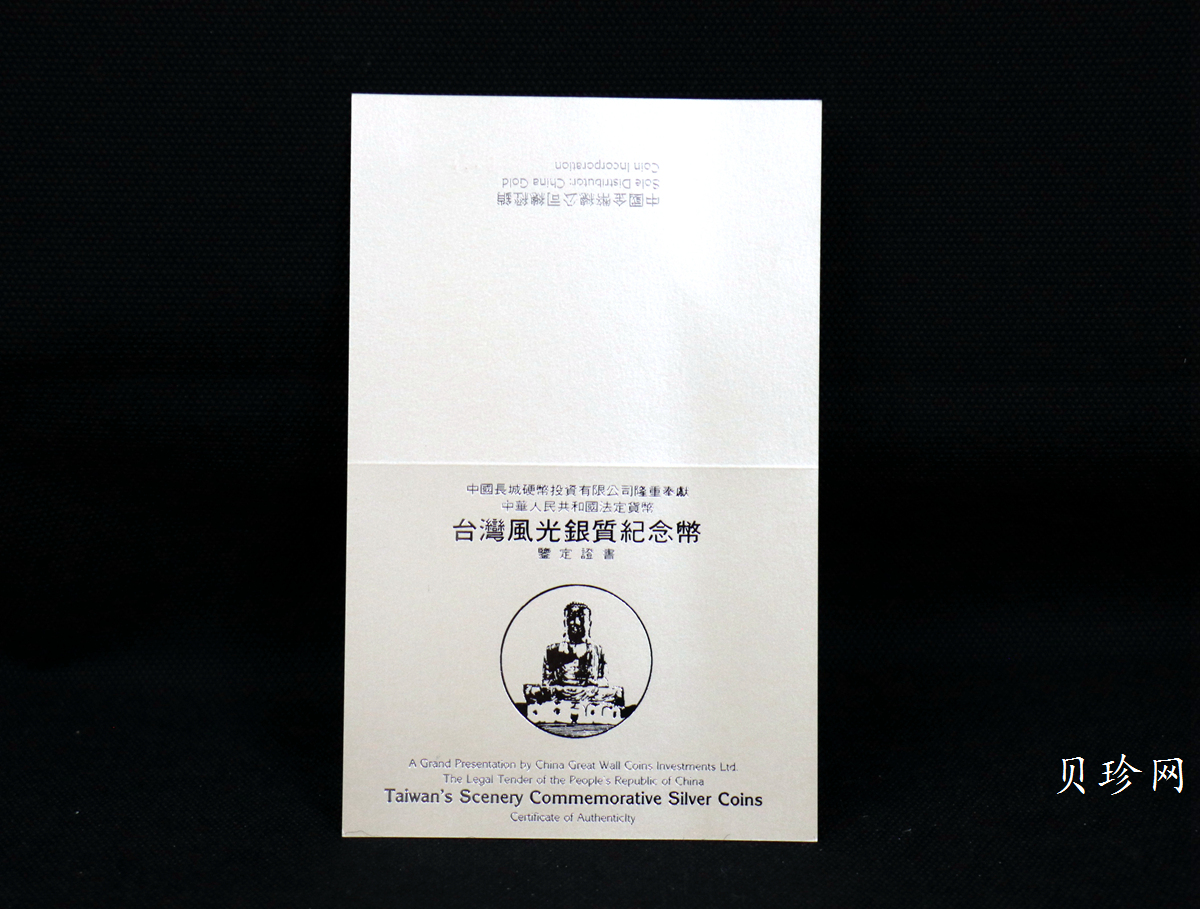 中國金幣總公司總經銷
Sole Distributor: China Gold
Coin Incorporation
中國長城硬幣投資有限公司隆重奉獻
中華人民共和國法定貨幣
台灣風光銀質紀念幣
鑒定證書
A Grand Presentation by China Great Wall Coins Investments Ltd.
The Legal Tender of the People's Republic of China
Taiwan's Scenery Commemorative Silver Coins
Certificate of Authenticity
贝珍网